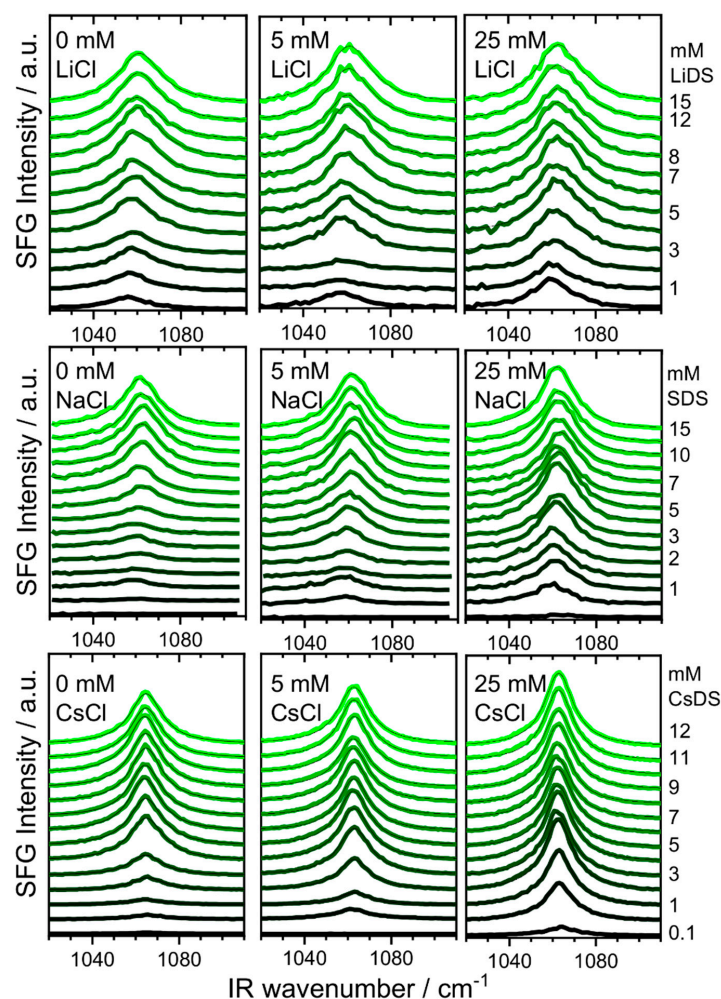 0 mM
LiCl
5 mM
LiCl
25 mM
LiCl
mM
LiDS
15
12
8
7
5
3
1
SFG Intensity / a.u.
1040 1080 1040 1080 1040 1080
0 mM
NaCl
5 mM
NaCl
25 mM
NaCl
mM
SDS
15
10
7
5
3
2
1
SFG Intensity / a.u.
1040 1080 1040 1080 1040 1080
0 mM
CsCl
5 mM
CsCl
25 mM
CsCl
mM
CsDS
12
11
9
7
5
3
1
0.1
SFG Intensity / a.u.
1040 1080 1040 1080 1040 1080
IR wavenumber / cm⁻¹